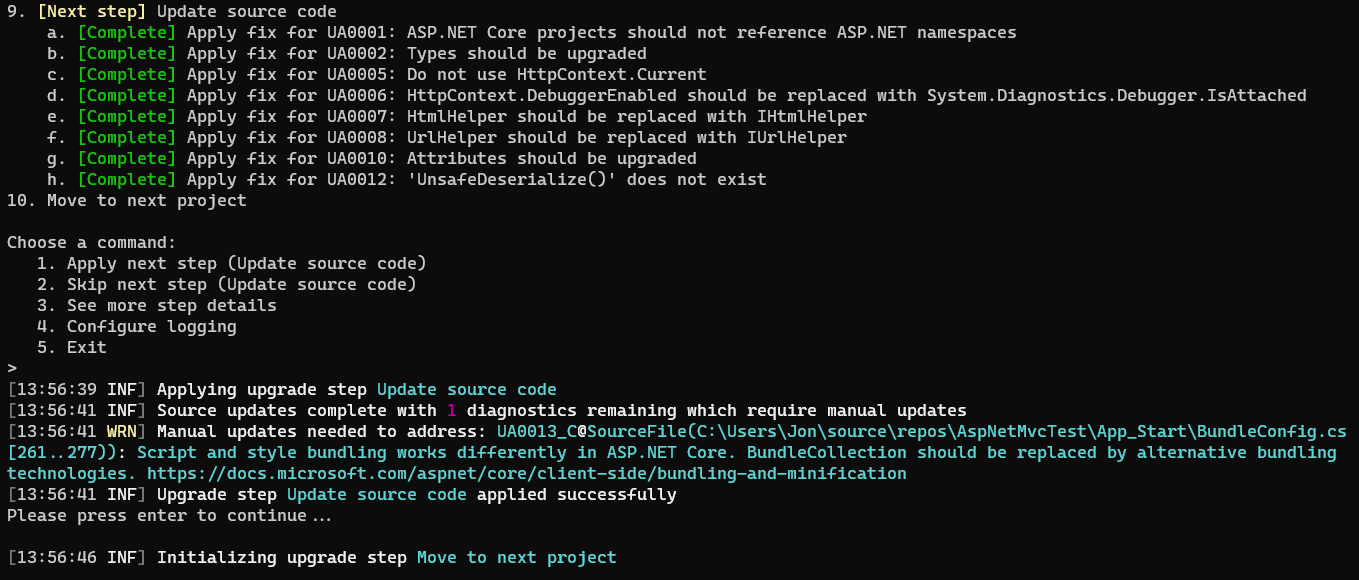 9. [Next step] Update source code
a. [Complete] Apply fix for UA0001: ASP.NET Core projects should not reference ASP.NET namespaces
b. [Complete] Apply fix for UA0002: Types should be upgraded
c. [Complete] Apply fix for UA0005: Do not use HttpContext.Current
d. [Complete] Apply fix for UA0006: HttpContext.DebuggerEnabled should be replaced with System.Diagnostics.Debugger.IsAttached
e. [Complete] Apply fix for UA0007: HtmlHelper should be replaced with IHtmlHelper
f. [Complete] Apply fix for UA0008: UrlHelper should be replaced with IUrlHelper
g. [Complete] Apply fix for UA0010: Attributes should be upgraded
h. [Complete] Apply fix for UA0012: 'UnsafeDeserialize()' does not exist
10. Move to next project
Choose a command:
1. Apply next step (Update source code)
2. Skip next step (Update source code)
3. See more step details
4. Configure logging
5. Exit
>
[13:56:39 INF] Applying upgrade step Update source code
[13:56:41 INF] Source updates complete with 1 diagnostics remaining which require manual updates
[13:56:41 WRN] Manual updates needed to address: UA0013_C@SourceFile(C:\Users\Jon\source\repos\AspNetMvcTest\App_Start\BundleConfig.cs
[261..277)): Script and style bundling works differently in ASP.NET Core. BundleCollection should be replaced by alternative bundling
technologies. https://docs.microsoft.com/aspnet/core/client-side/bundling-and-minification
[13:56:41 INF] Upgrade step Update source code applied successfully
Please press enter to continue...
[13:56:46 INF] Initializing upgrade step Move to next project